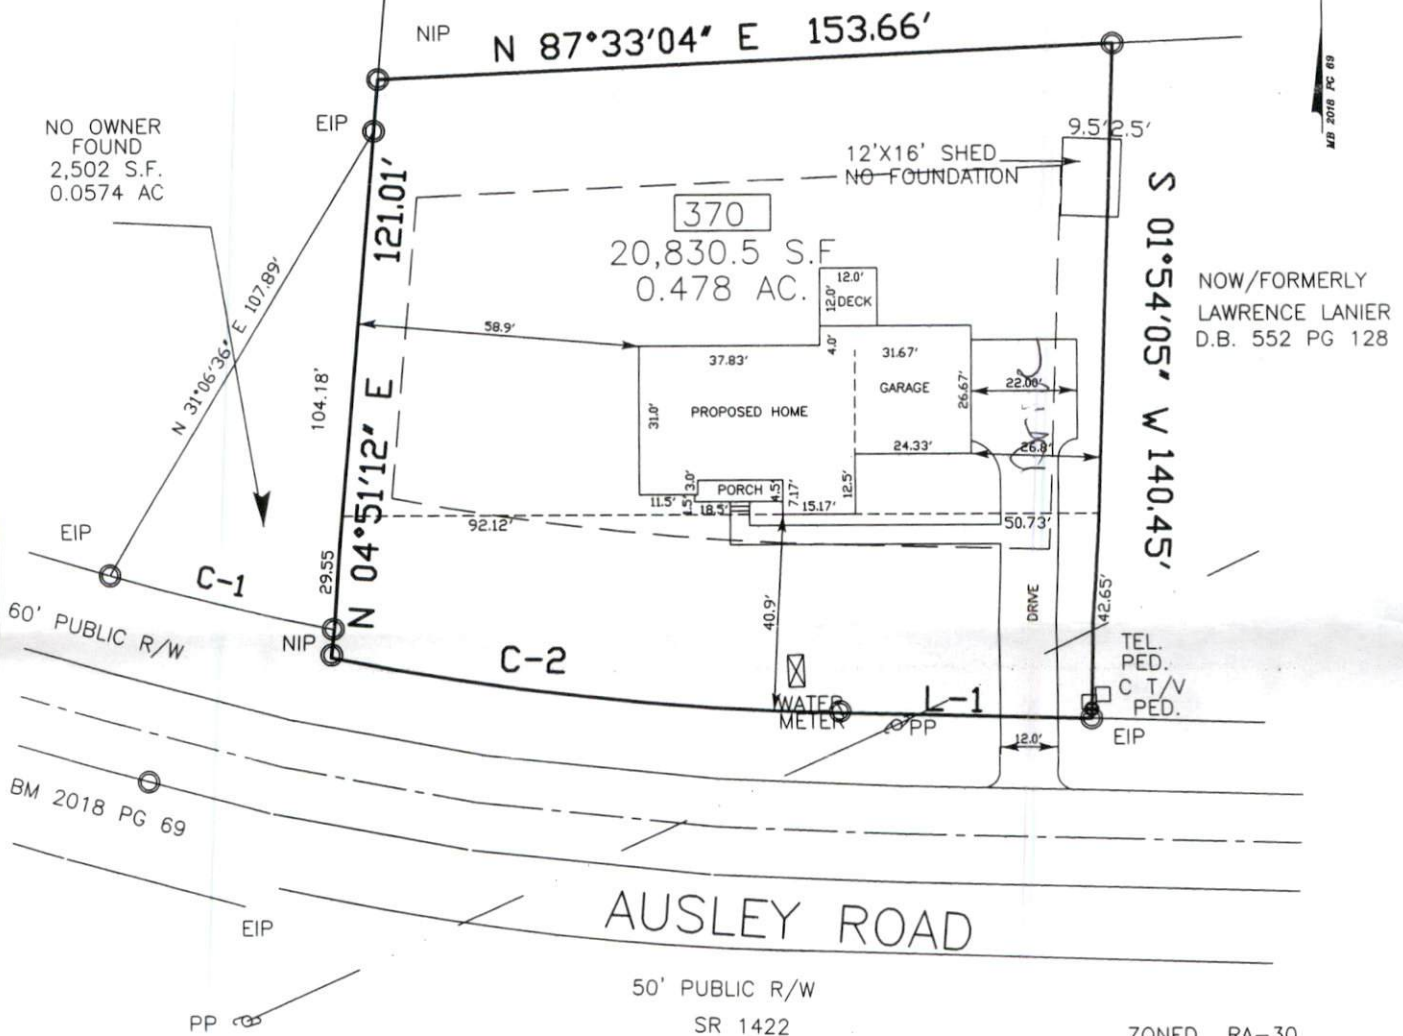 NIP
N 87°33'04" E 153.66'
MB 2018 PG 69
EIP
NO OWNER
FOUND
2,502 S.F.
0.0574 AC
9.5' 2.5'
12'X16' SHED
NO FOUNDATION
121.01'
370
20,830.5 S.F
0.478 AC.
S 01°54'05" W 140.45'
NOW/FORMERLY
LAWRENCE LANIER
D.B. 552 PG 128
N 31°06'36" E 107.89'
12.0'
12.0'
DECK
58.9'
37.83'
4.0'
31.67'
GARAGE
26.67'
22.00'
104.18'
N 04°51'12" E
31.0'
PROPOSED HOME
24.33'
26.8'
3.0'
PORCH
4.5'
7.17'
12.5'
11.5'
4.5'
18.5'
15.17'
92.12'
50.73'
EIP
C-1
29.55
60' PUBLIC R/W
NIP
C-2
40.9'
DRIVE
42.65'
TEL.
PED.
C T/V
PED.
WATER
METER
L-1
PP
EIP
12.0'
BM 2018 PG 69
AUSLEY ROAD
EIP
50' PUBLIC R/W
SR 1422
PP
ZONED RA-30